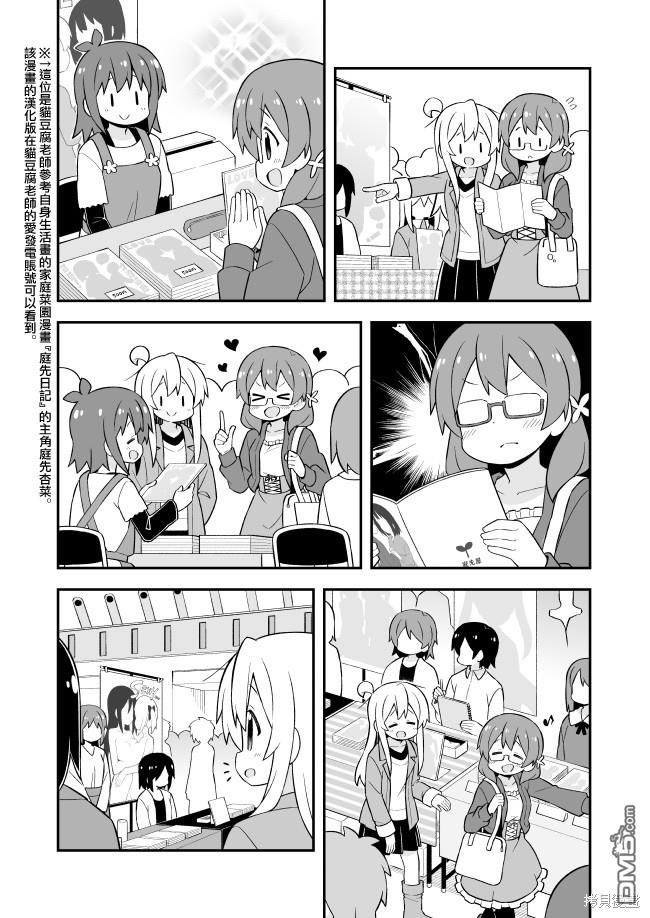 ※→這位是貓豆腐老師參考自身生活畫的家庭菜園漫畫『庭先日記』的主角庭先杏菜。
該漫畫的漢化版在貓豆腐老師的愛發電賬號可以看到。
LOVE
庭先屋
♪
DM5.com
拷貝漫畫